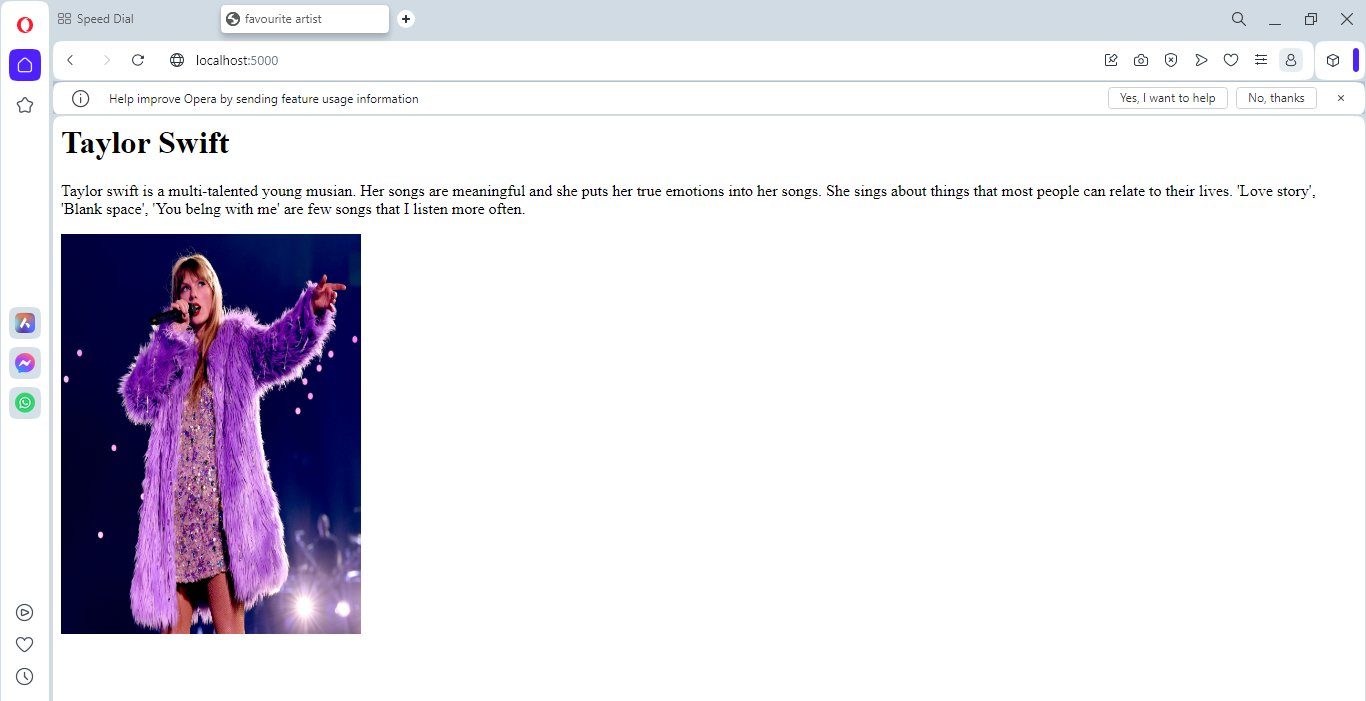 Speed Dial
favourite artist
localhost:5000
Help improve Opera by sending feature usage information
Yes, I want to help
No, thanks
Taylor Swift
Taylor swift is a multi-talented young musian. Her songs are meaningful and she puts her true emotions into her songs. She sings about things that most people can relate to their lives. 'Love story',
'Blank space', 'You belng with me' are few songs that I listen more often.